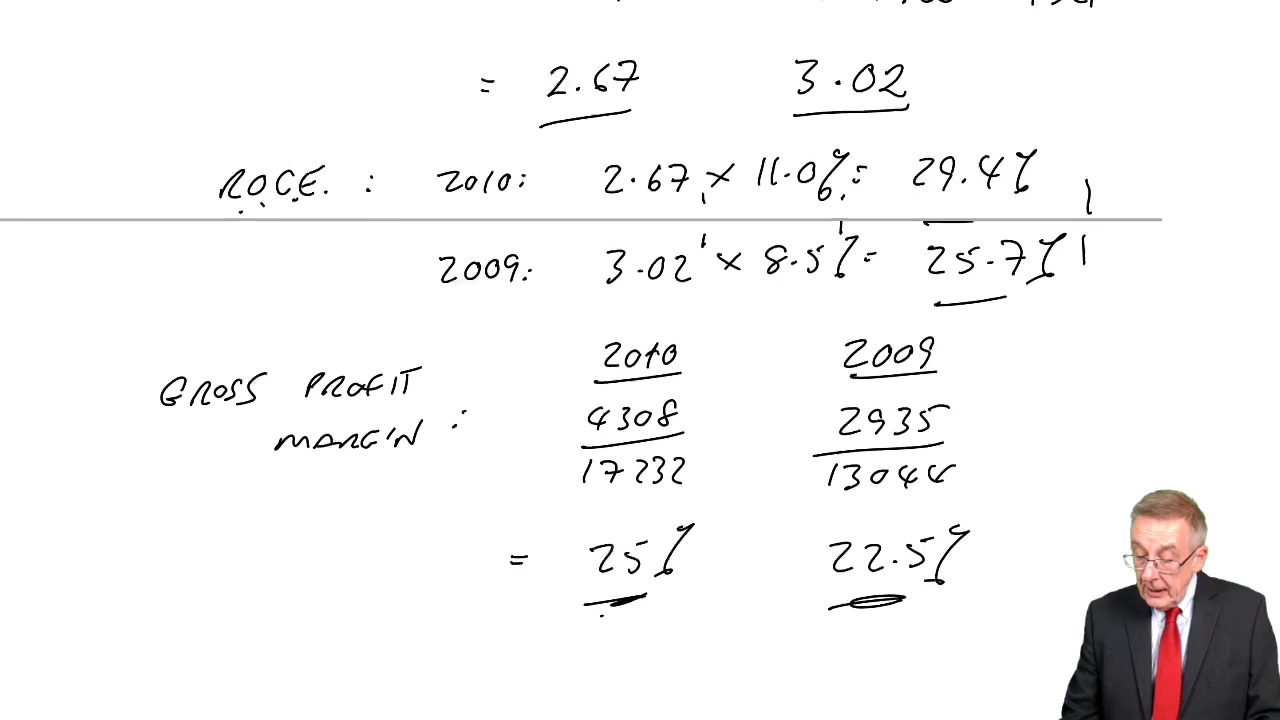 = 2.67 3.02
ROCE. : 2010: 2.67 × 11.0% = 29.4%
2009: 3.02 × 8.5% = 25.7%
2010 2009
GROSS PROFIT 4308 2935
MARGIN : 17232 13044
= 25% 22.5%